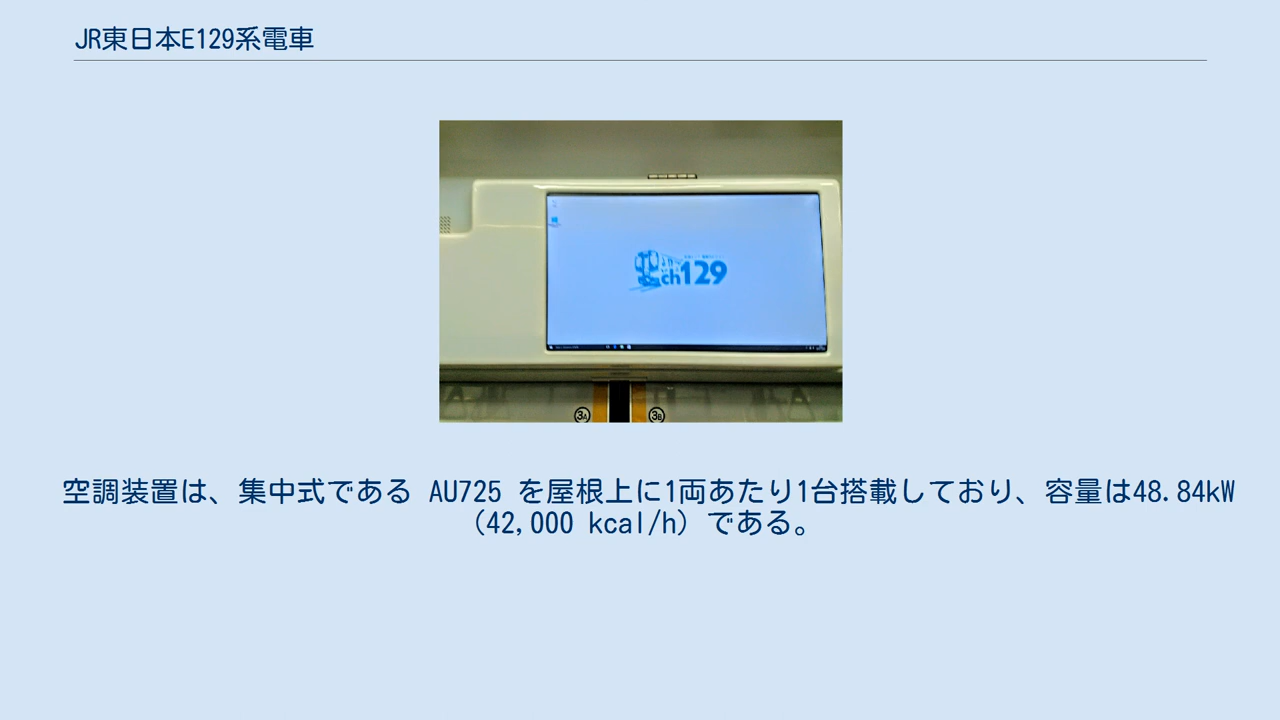 JR東日本E129系電車
ch129
3A
3B
空調装置は、集中式である AU725 を屋根上に1両あたり1台搭載しており、容量は48.84kW
(42,000 kcal/h) である。